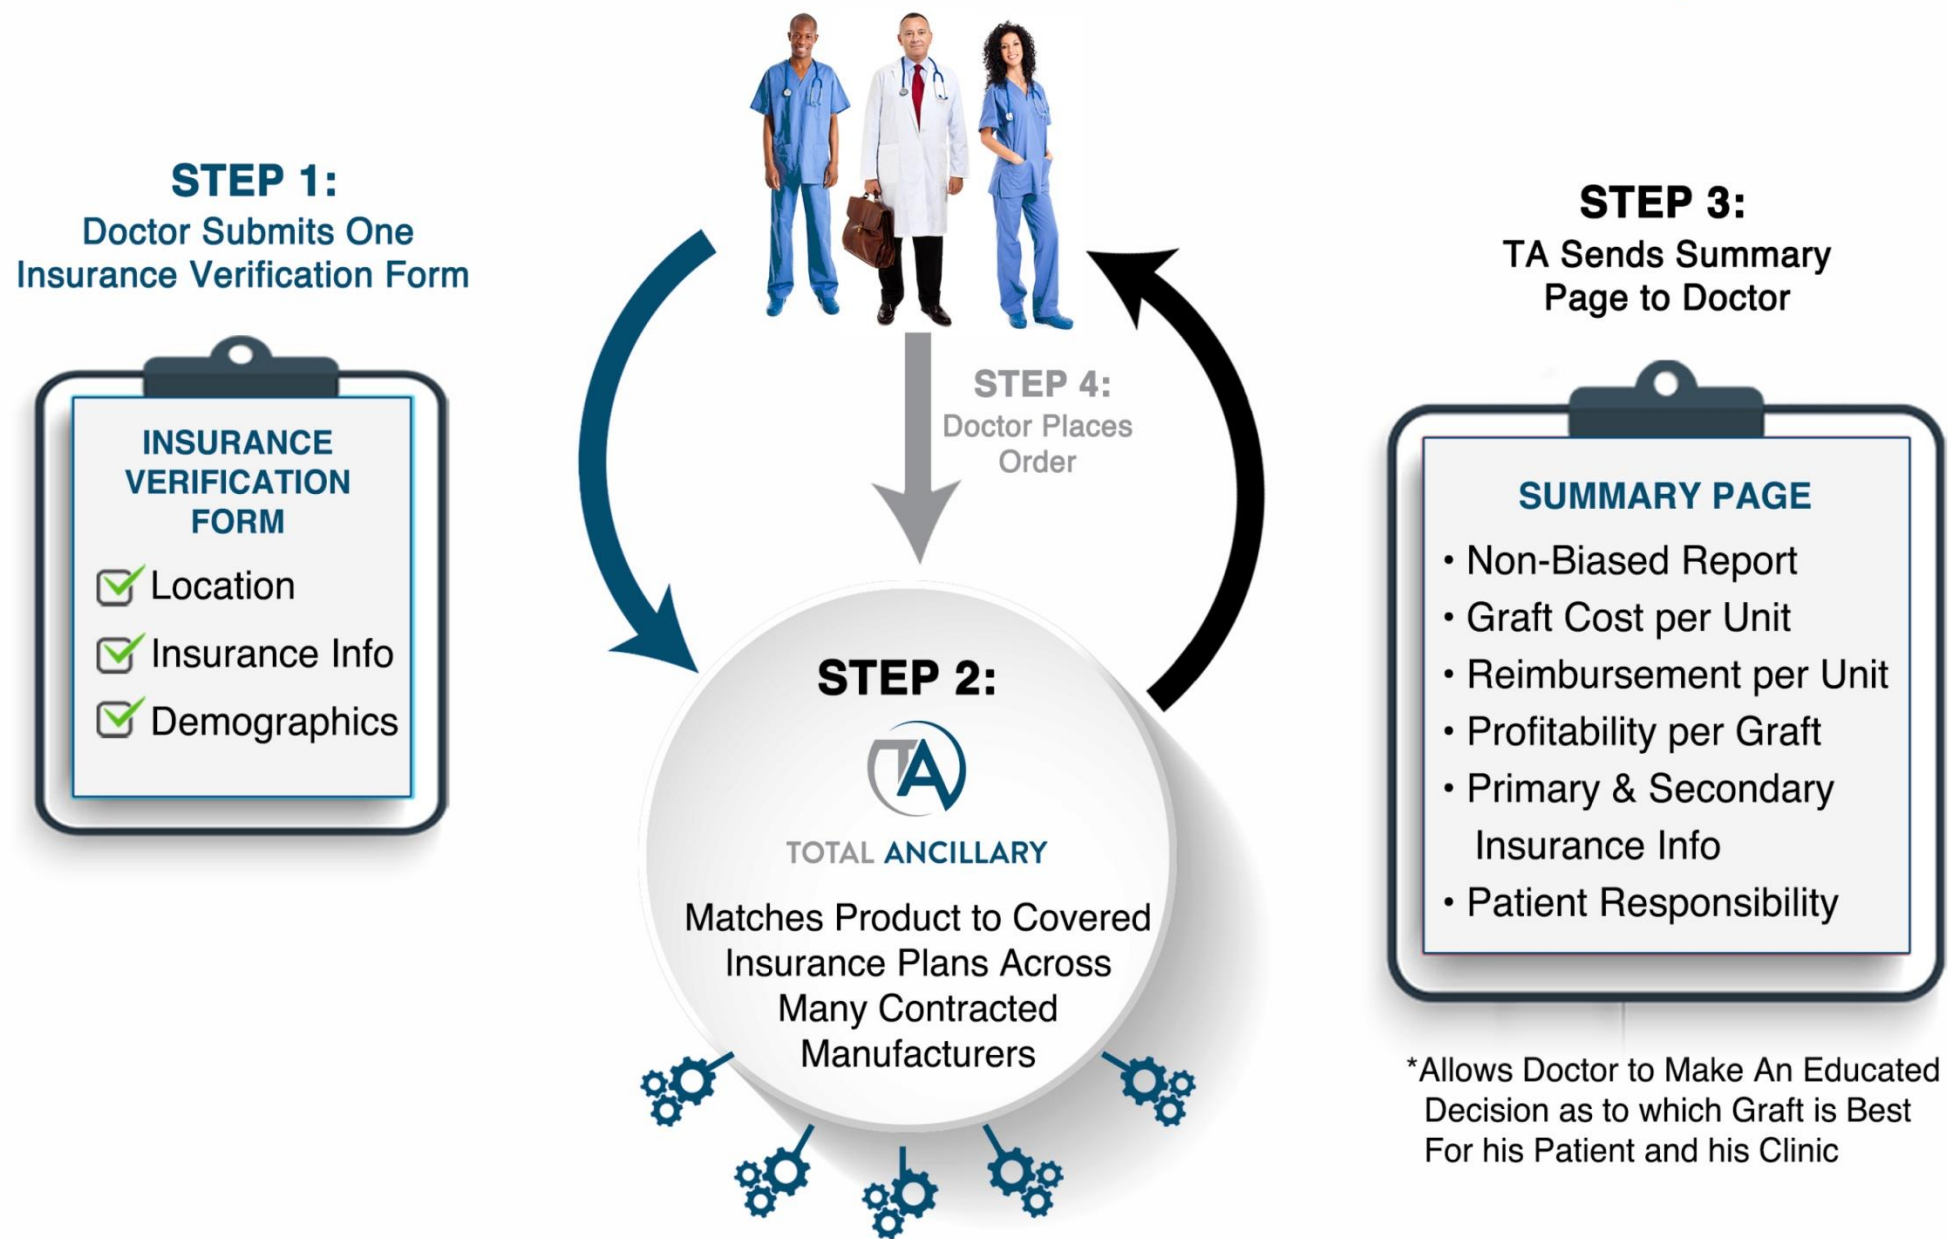 STEP 1:
Doctor Submits One
Insurance Verification Form
INSURANCE
VERIFICATION
FORM
Location
Insurance Info
Demographics
STEP 4:
Doctor Places
Order
STEP 2:
TA
TOTAL ANCILLARY
Matches Product to Covered
Insurance Plans Across
Many Contracted
Manufacturers
STEP 3:
TA Sends Summary
Page to Doctor
SUMMARY PAGE
• Non-Biased Report
• Graft Cost per Unit
• Reimbursement per Unit
• Profitability per Graft
• Primary & Secondary
Insurance Info
• Patient Responsibility
*Allows Doctor to Make An Educated
Decision as to which Graft is Best
For his Patient and his Clinic